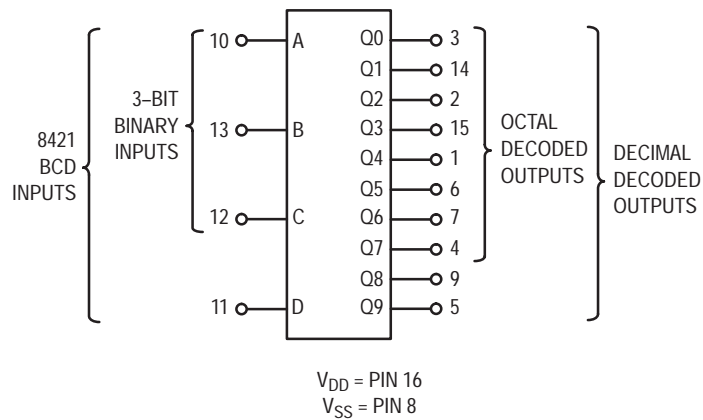 10 A Q0 3
Q1 14
3–BIT
BINARY
INPUTS
Q2 2
8421
BCD
INPUTS
13 B Q3 15
OCTAL
DECODED
OUTPUTS
Q4 1
DECIMAL
DECODED
OUTPUTS
Q5 6
12 C Q6 7
Q7 4
Q8 9
11 D Q9 5
VDD = PIN 16
VSS = PIN 8